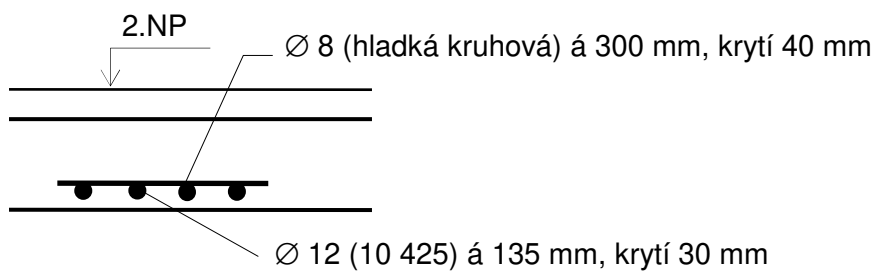 2.NP
∅ 8 (hladká kruhová) á 300 mm, krytí 40 mm
∅ 12 (10 425) á 135 mm, krytí 30 mm